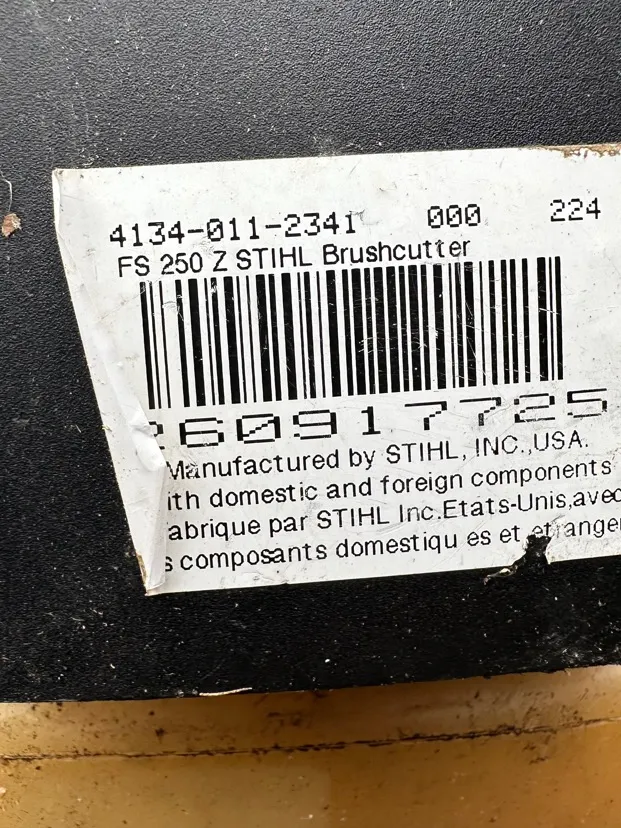 4134-011-2341 000 224
FS 250 Z STIHL Brushcutter
260917725
Manufactured by STIHL, INC.,USA.
ith domestic and foreign components
abrique par STIHL Inc.Etats-Unis,avec
s composants domestiqu es et etranger